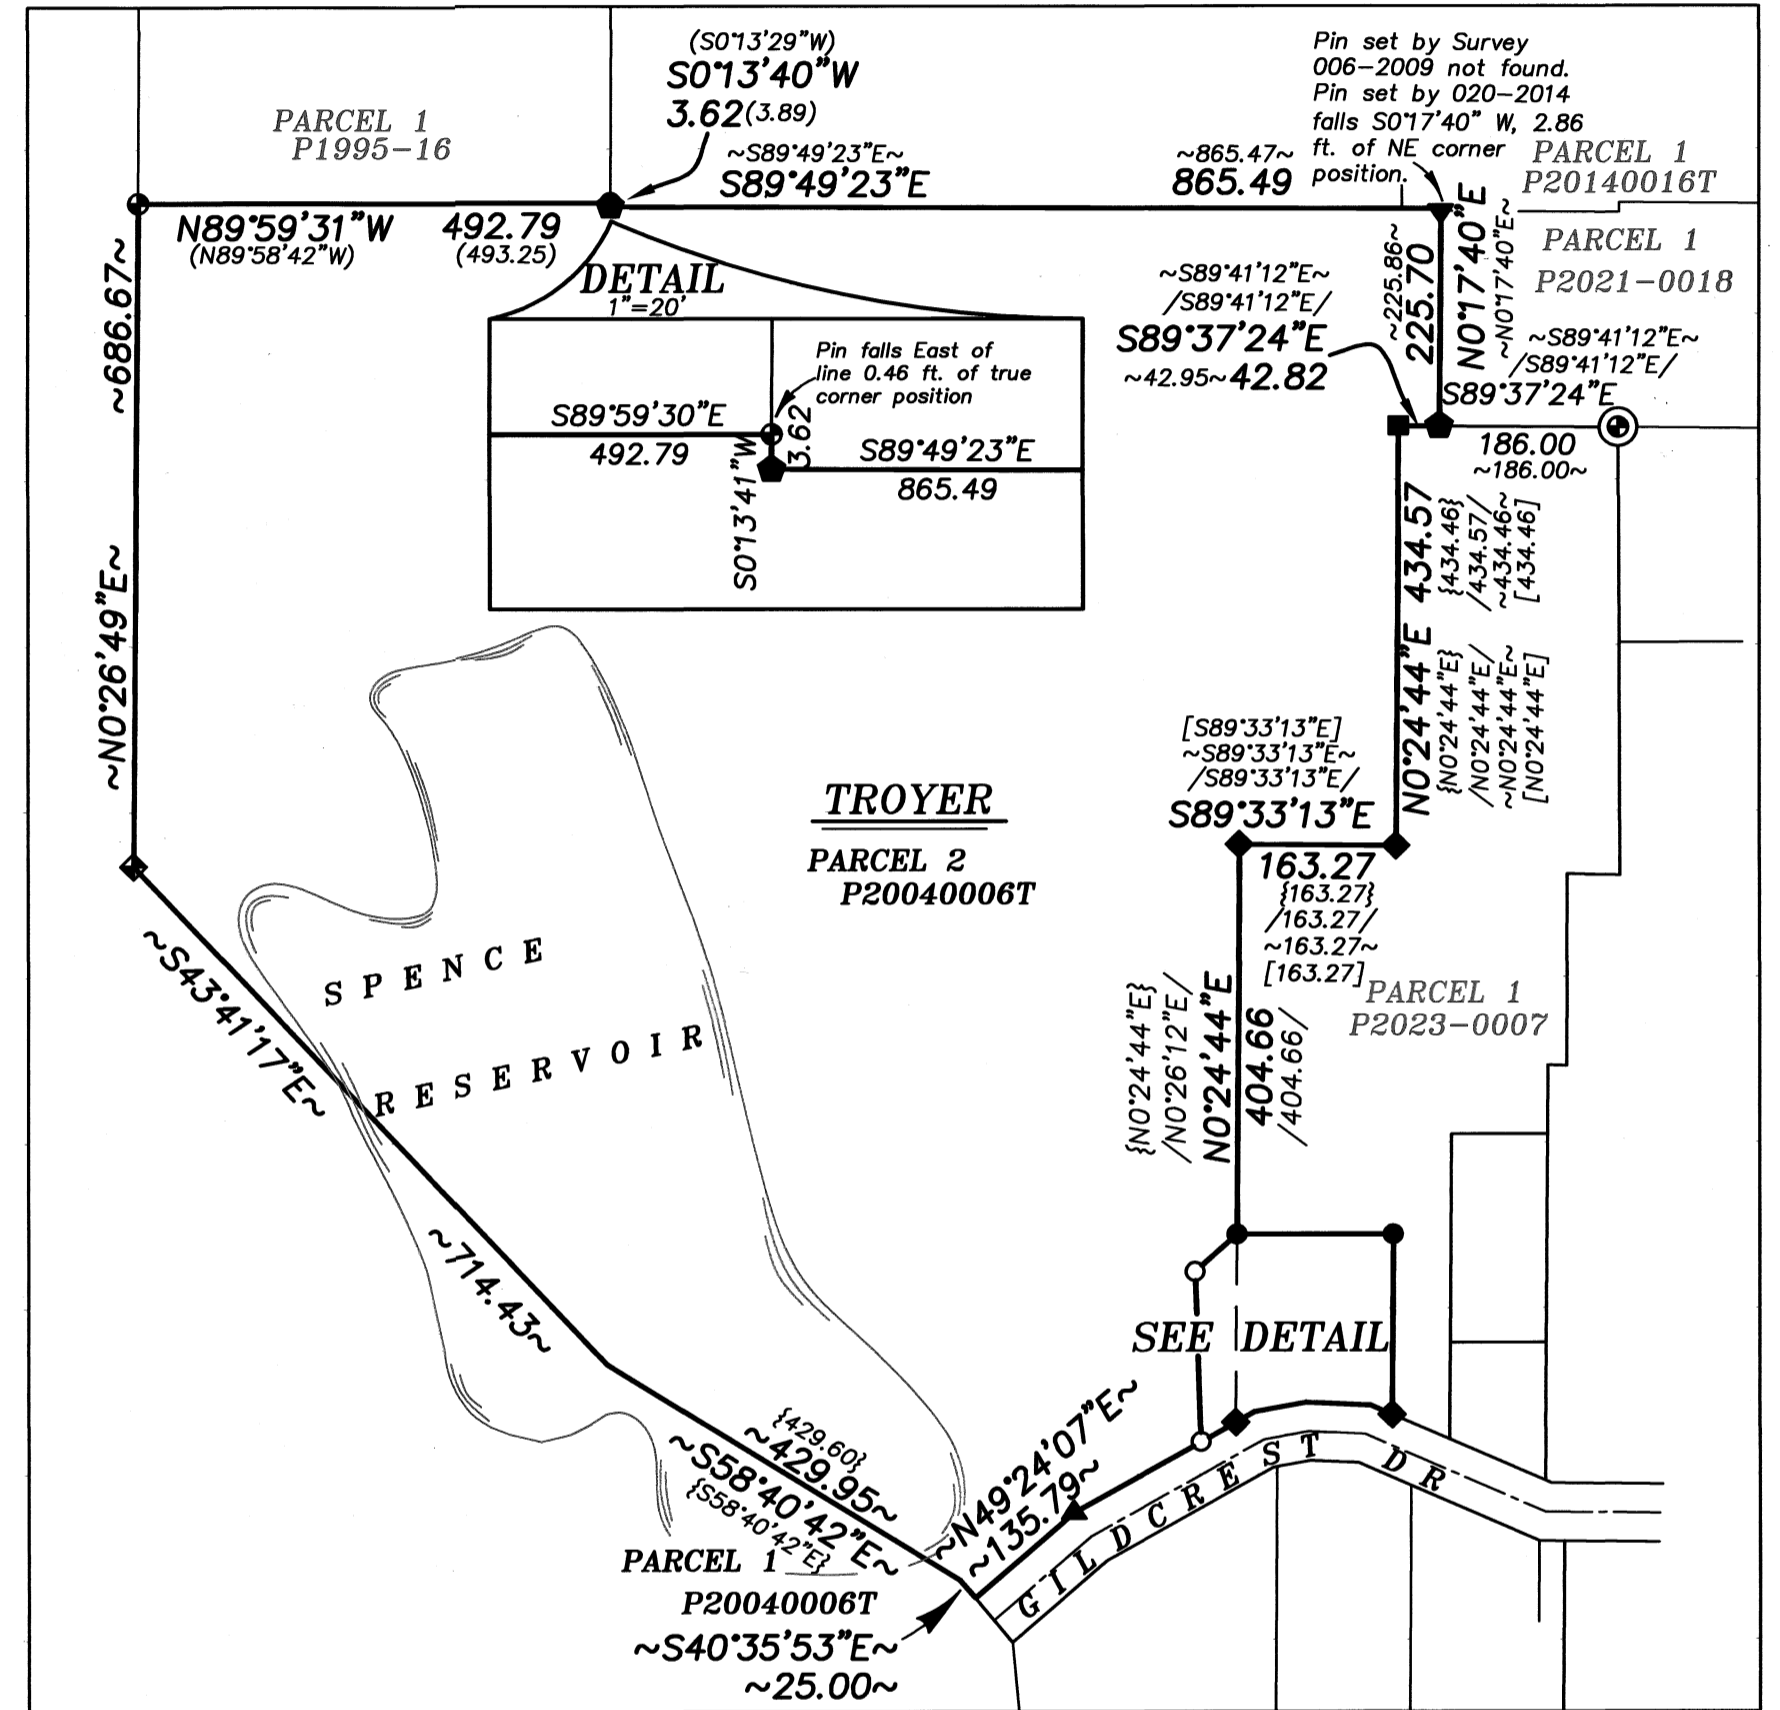 (S0°13'29"W)
S0°13'40"W
3.62(3.89)
Pin set by Survey
006-2009 not found.
Pin set by 020-2014
falls S0°17'40" W, 2.86
ft. of NE corner
position.
PARCEL 1
P1995-16
~S89°49'23"E~
S89°49'23"E
~865.47~
865.49
PARCEL 1
P20140016T
N89°59'31"W 492.79
(N89°58'42"W) (493.25)
PARCEL 1
P2021-0018
~686.67~
~N0°26'49"E~
DETAIL
1"=20'
Pin falls East of
line 0.46 ft. of true
corner position
S89°59'30"E
492.79
3.62
S0°13'41"W
S89°49'23"E
865.49
~225.86~
225.70
N0°17'40"E
~N0°17'40"E~
~S89°41'12"E~
/S89°41'12"E/
S89°37'24"E
~42.95~42.82
~S89°41'12"E~
/S89°41'12"E/
S89°37'24"E
186.00
~186.00~
N0°24'44"E 434.57
{N0°24'44"E} {434.46}
/N0°24'44"E/ /434.57/
~N0°24'44"E~ ~434.46~
[N0°24'44"E] [434.46]
[S89°33'13"E]
~S89°33'13"E~
/S89°33'13"E/
S89°33'13"E
163.27
{163.27}
/163.27/
~163.27~
[163.27]
TROYER
PARCEL 2
P20040006T
SPENCE
RESERVOIR
PARCEL 1
P2023-0007
{N0°24'44"E}
/N0°26'12"E/
N0°24'44"E
404.66
/404.66/
~S43°41'17"E~
~714.43~
SEE DETAIL
{429.60}
~429.95~
~S58°40'42"E~
{S58°40'42"E}
~N49°24'07"E~
~135.79~
GILDCREST DR
PARCEL 1
P20040006T
~S40°35'53"E~
~25.00~